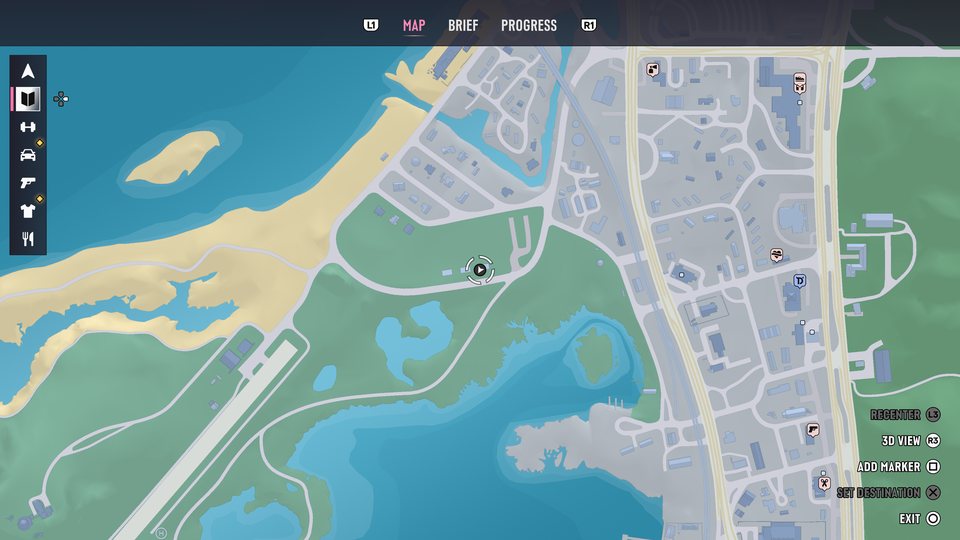 L1 MAP BRIEF PROGRESS R1
RECENTER L3
3D VIEW R3
ADD MARKER
SET DESTINATION
EXIT
H